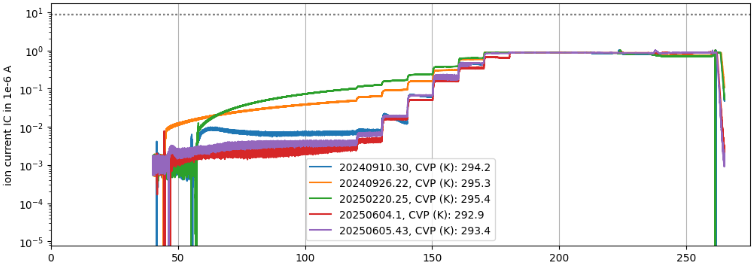 ion current IC in 1e-6 A
10¹
10⁰
10⁻¹
10⁻²
10⁻³
10⁻⁴
10⁻⁵
20240910.30, CVP (K): 294.2
20240926.22, CVP (K): 295.3
20250220.25, CVP (K): 295.4
20250604.1, CVP (K): 292.9
20250605.43, CVP (K): 293.4
0 50 100 150 200 250